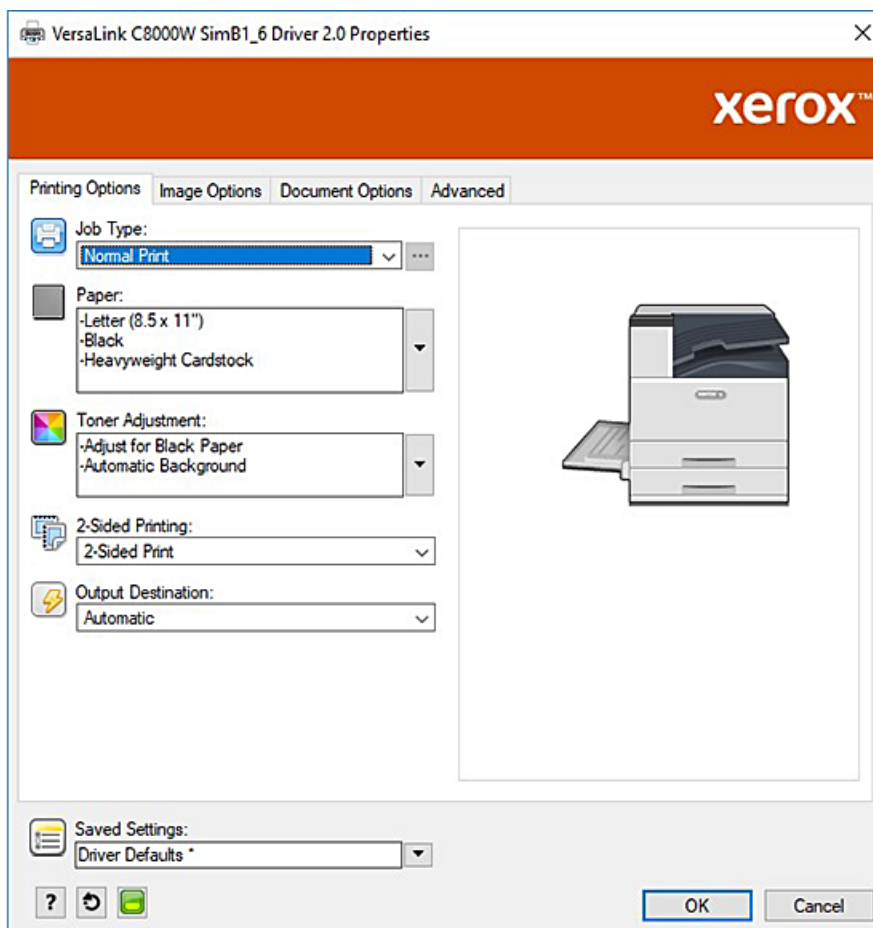 VersaLink C8000W SimB1_6 Driver 2.0 Properties
xerox™
Printing Options Image Options Document Options Advanced
Job Type:
Normal Print
Paper:
-Letter (8.5 x 11")
-Black
-Heavyweight Cardstock
Toner Adjustment:
-Adjust for Black Paper
-Automatic Background
2-Sided Printing:
2-Sided Print
Output Destination:
Automatic
Saved Settings:
Driver Defaults *
? OK Cancel